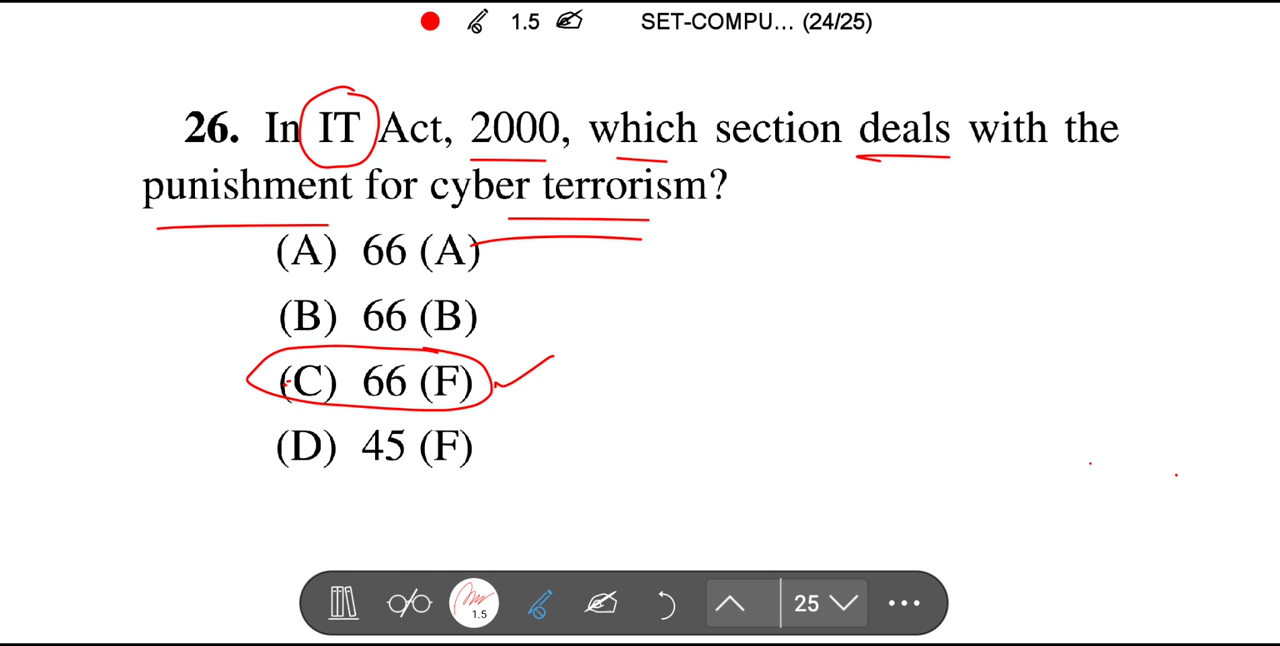 1.5 SET-COMPU... (24/25)
26. In IT Act, 2000, which section deals with the
punishment for cyber terrorism?
(A) 66 (A)
(B) 66 (B)
(C) 66 (F)
(D) 45 (F)
1.5 25